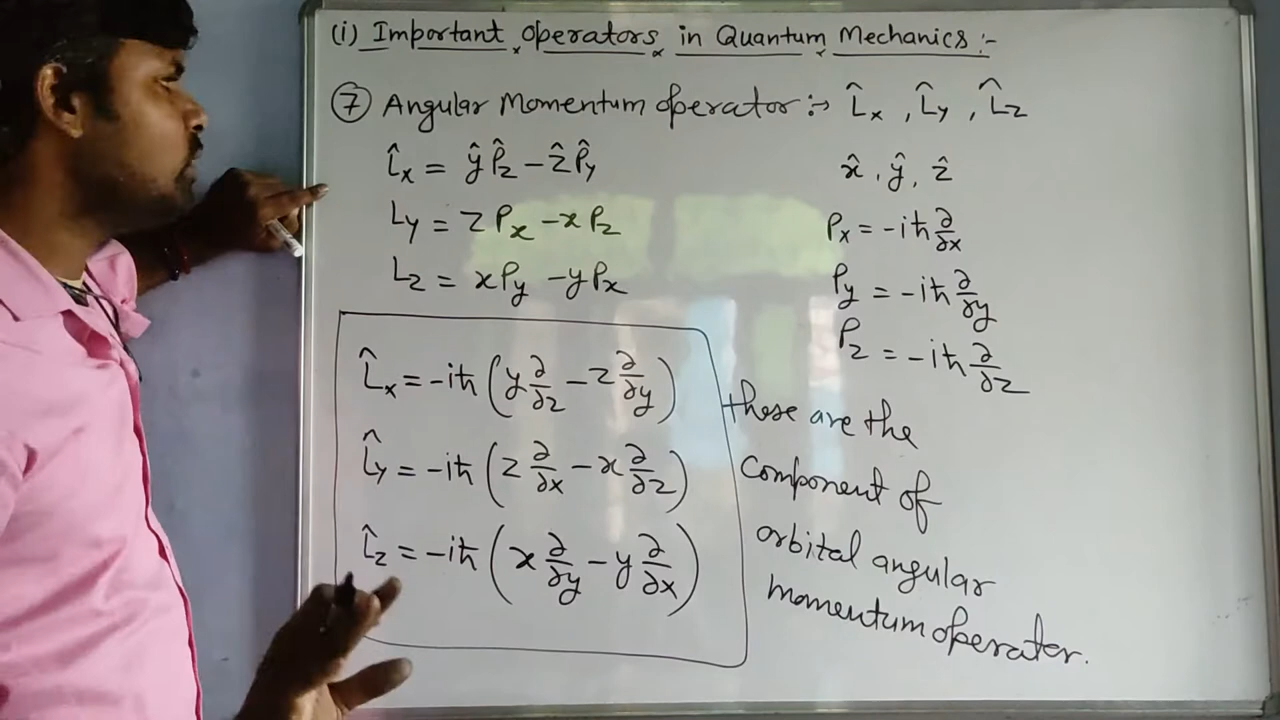 (i) Important operators in Quantum Mechanics :-
⑦ Angular Momentum operator :→ L̂x , L̂y , L̂z
L̂x = ŷ P̂z − ẑ P̂y
x̂ , ŷ , ẑ
Ly = z Px − x Pz
Px = −iħ ∂/∂x
Lz = x Py − y Px
Py = −iħ ∂/∂y
Pz = −iħ ∂/∂z
L̂x = −iħ (y ∂/∂z − z ∂/∂y)
L̂y = −iħ (z ∂/∂x − x ∂/∂z)
L̂z = −iħ (x ∂/∂y − y ∂/∂x)
these are the
component of
orbital angular
momentum operator.